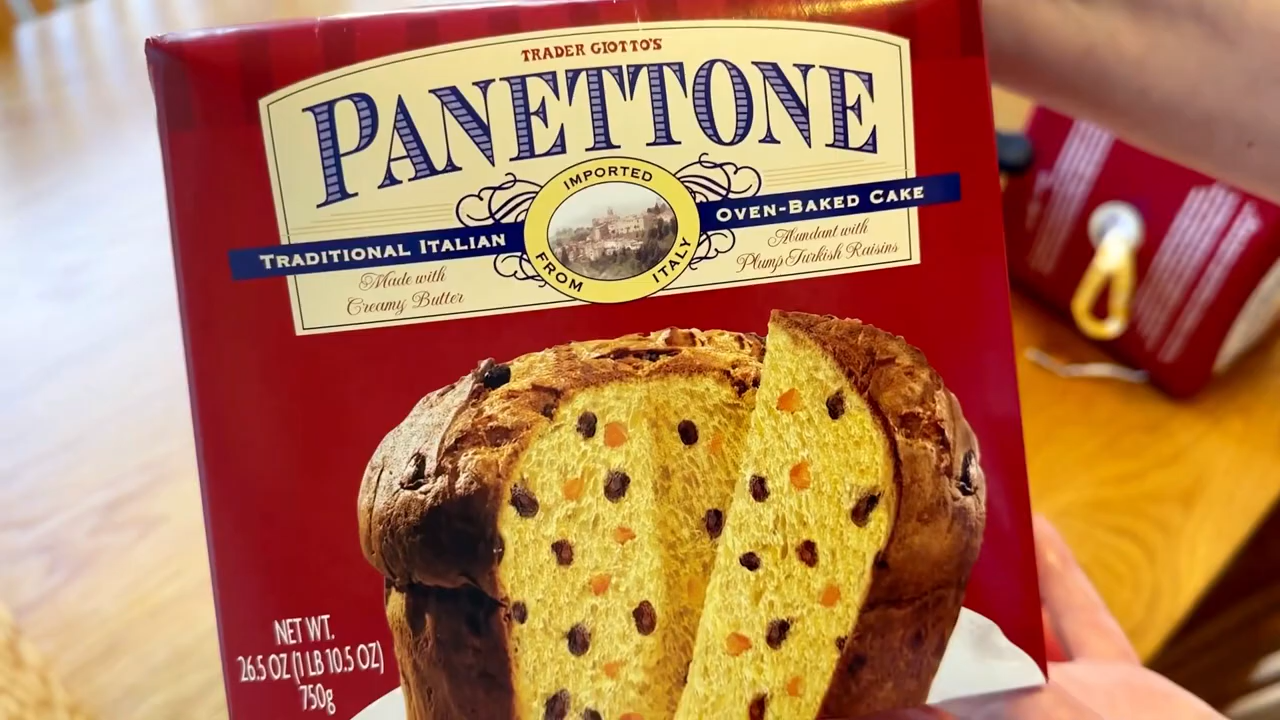 TRADER GIOTTO'S
PANETTONE
IMPORTED
FROM ITALY
TRADITIONAL ITALIAN
OVEN-BAKED CAKE
Made with
Creamy Butter
Abundant with
Plump Turkish Raisins
NET WT.
26.5 OZ (1 LB 10.5 OZ)
750g